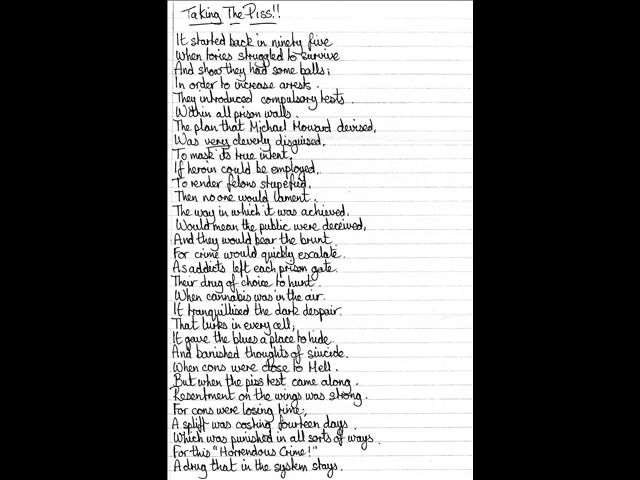 Taking The Piss!!
It started back in ninety five
When tories struggled to survive
And show they had some balls;
In order to increase arrests.
They introduced compulsory tests.
Within all prison walls.
The plan that Michael Howard devised,
Was very cleverly disguised,
To mask its true intent.
If heroin could be employed,
To render felons stupefied,
Then no one would lament.
The way in which it was achieved,
Would mean the public were deceived,
And they would bear the brunt
For crime would quickly escalate.
As addicts left each prison gate.
Their drug of choice to hunt.
When cannabis was in the air.
It tranquillised the dark despair.
That lurks in every cell,
It gave the blues a place to hide.
And banished thoughts of suicide.
When cons were close to Hell.
But when the piss test came along.
Resentment on the wings was strong.
For cons were losing time;
A spliff was costing fourteen days.
Which was punished in all sorts of ways.
For this "Horrendous Crime!"
A drug that in the system stays.